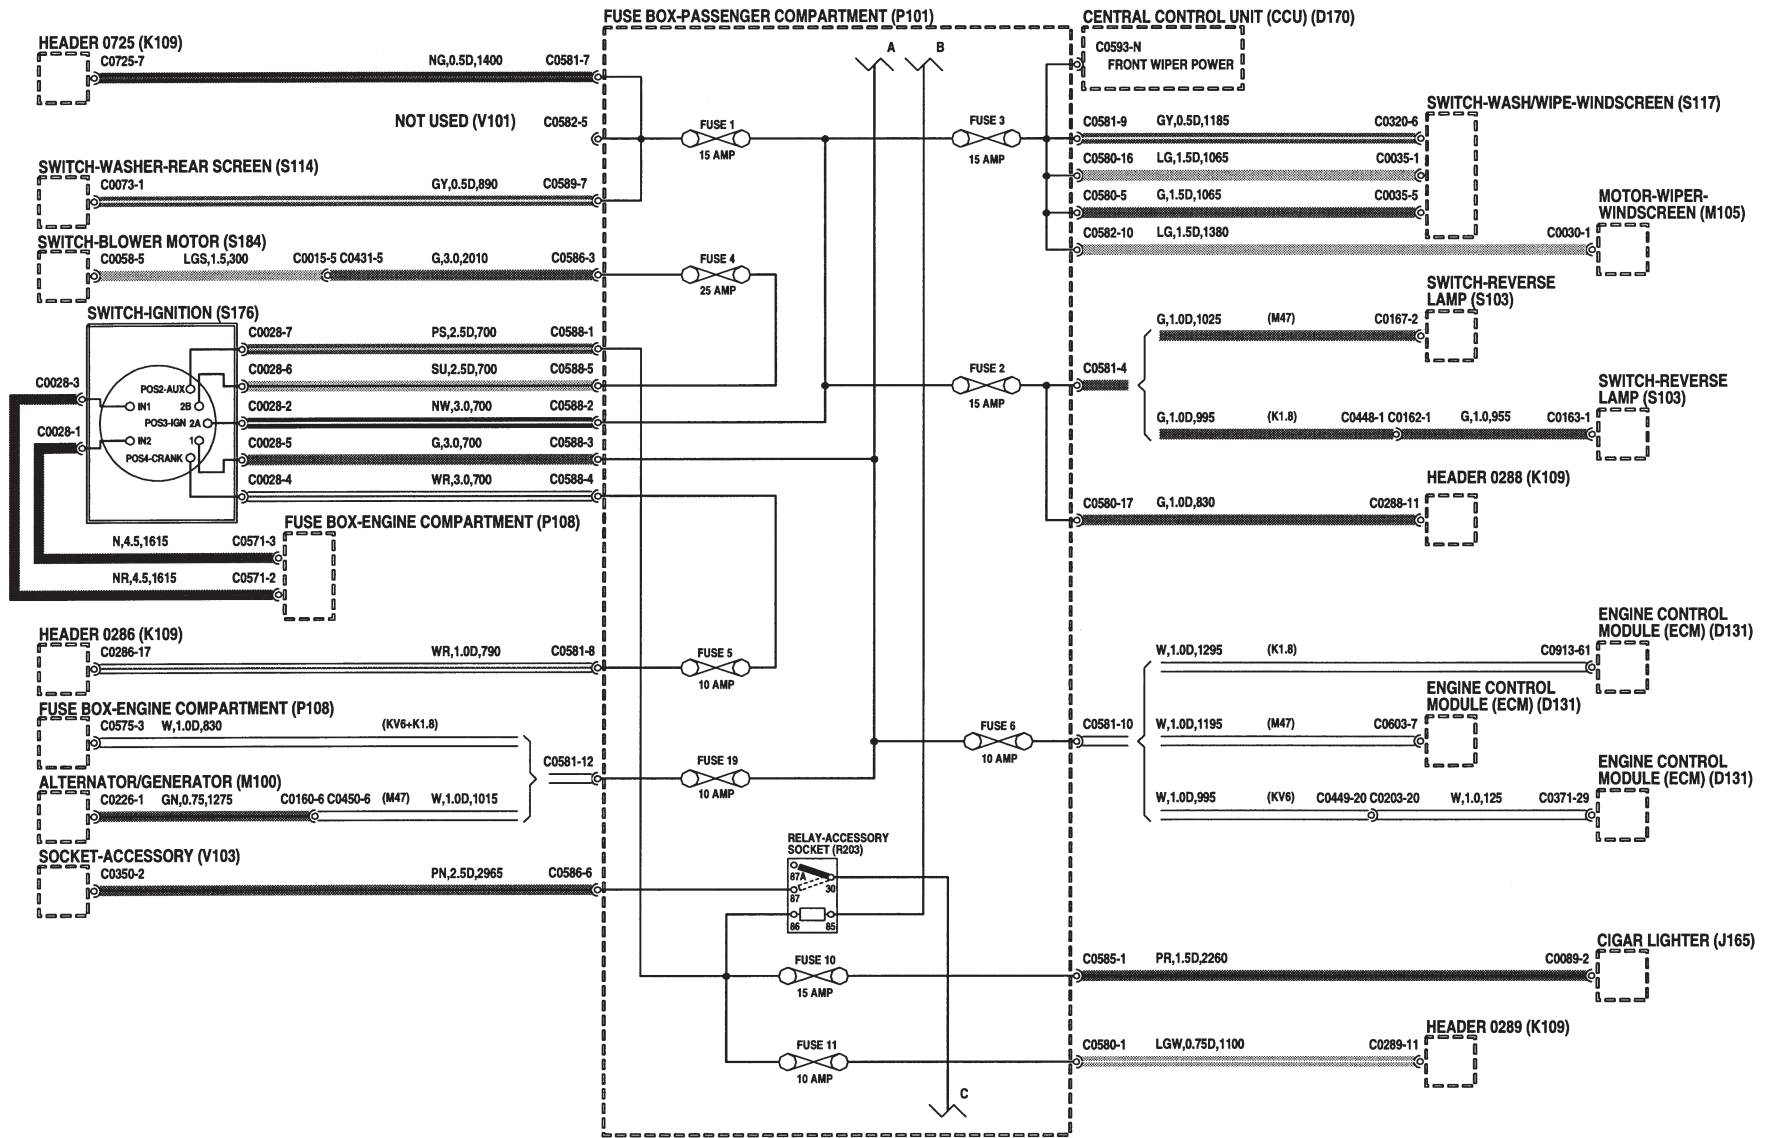 FUSE BOX-PASSENGER COMPARTMENT (P101)
CENTRAL CONTROL UNIT (CCU) (D170)
HEADER 0725 (K109)
C0725-7 NG,0.5D,1400 C0581-7
A B
C0593-N
FRONT WIPER POWER
NOT USED (V101) C0582-5
FUSE 1
15 AMP
FUSE 3
15 AMP
SWITCH-WASH/WIPE-WINDSCREEN (S117)
C0581-9 GY,0.5D,1185 C0320-6
C0580-16 LG,1.5D,1065 C0035-1
C0580-5 G,1.5D,1065 C0035-5
MOTOR-WIPER-
WINDSCREEN (M105)
C0582-10 LG,1.5D,1380 C0030-1
SWITCH-WASHER-REAR SCREEN (S114)
C0073-1 GY,0.5D,890 C0589-7
SWITCH-BLOWER MOTOR (S184)
C0058-5 LGS,1.5,300 C0015-5 C0431-5 G,3.0,2010 C0586-3
FUSE 4
25 AMP
SWITCH-REVERSE
LAMP (S103)
G,1.0D,1025 (M47) C0167-2
SWITCH-IGNITION (S176)
C0028-7 PS,2.5D,700 C0588-1
C0028-6 SU,2.5D,700 C0588-5
C0028-2 NW,3.0,700 C0588-2
C0028-5 G,3.0,700 C0588-3
C0028-4 WR,3.0,700 C0588-4
C0028-3
C0028-1
POS2-AUX
IN1 2B
POS3-IGN 2A
IN2 1
POS4-CRANK
FUSE 2
15 AMP
C0581-4
SWITCH-REVERSE
LAMP (S103)
G,1.0D,995 (K1.8) C0448-1 C0162-1 G,1.0,955 C0163-1
HEADER 0288 (K109)
C0580-17 G,1.0D,830 C0288-11
FUSE BOX-ENGINE COMPARTMENT (P108)
N,4.5,1615 C0571-3
NR,4.5,1615 C0571-2
HEADER 0286 (K109)
C0286-17 WR,1.0D,790 C0581-8
FUSE 5
10 AMP
ENGINE CONTROL
MODULE (ECM) (D131)
W,1.0D,1295 (K1.8) C0913-61
FUSE BOX-ENGINE COMPARTMENT (P108)
C0575-3 W,1.0D,830 (KV6+K1.8)
C0581-12
FUSE 19
10 AMP
FUSE 6
10 AMP
C0581-10
ENGINE CONTROL
MODULE (ECM) (D131)
W,1.0D,1195 (M47) C0603-7
ALTERNATOR/GENERATOR (M100)
C0226-1 GN,0.75,1275 C0160-6 C0450-6 (M47) W,1.0D,1015
ENGINE CONTROL
MODULE (ECM) (D131)
W,1.0D,995 (KV6) C0449-20 C0203-20 W,1.0,125 C0371-29
SOCKET-ACCESSORY (V103)
C0350-2 PN,2.5D,2965 C0586-6
RELAY-ACCESSORY
SOCKET (R203)
87A
30
87
86 85
FUSE 10
15 AMP
CIGAR LIGHTER (J165)
C0585-1 PR,1.5D,2260 C0089-2
FUSE 11
10 AMP
HEADER 0289 (K109)
C0580-1 LGW,0.75D,1100 C0289-11
C